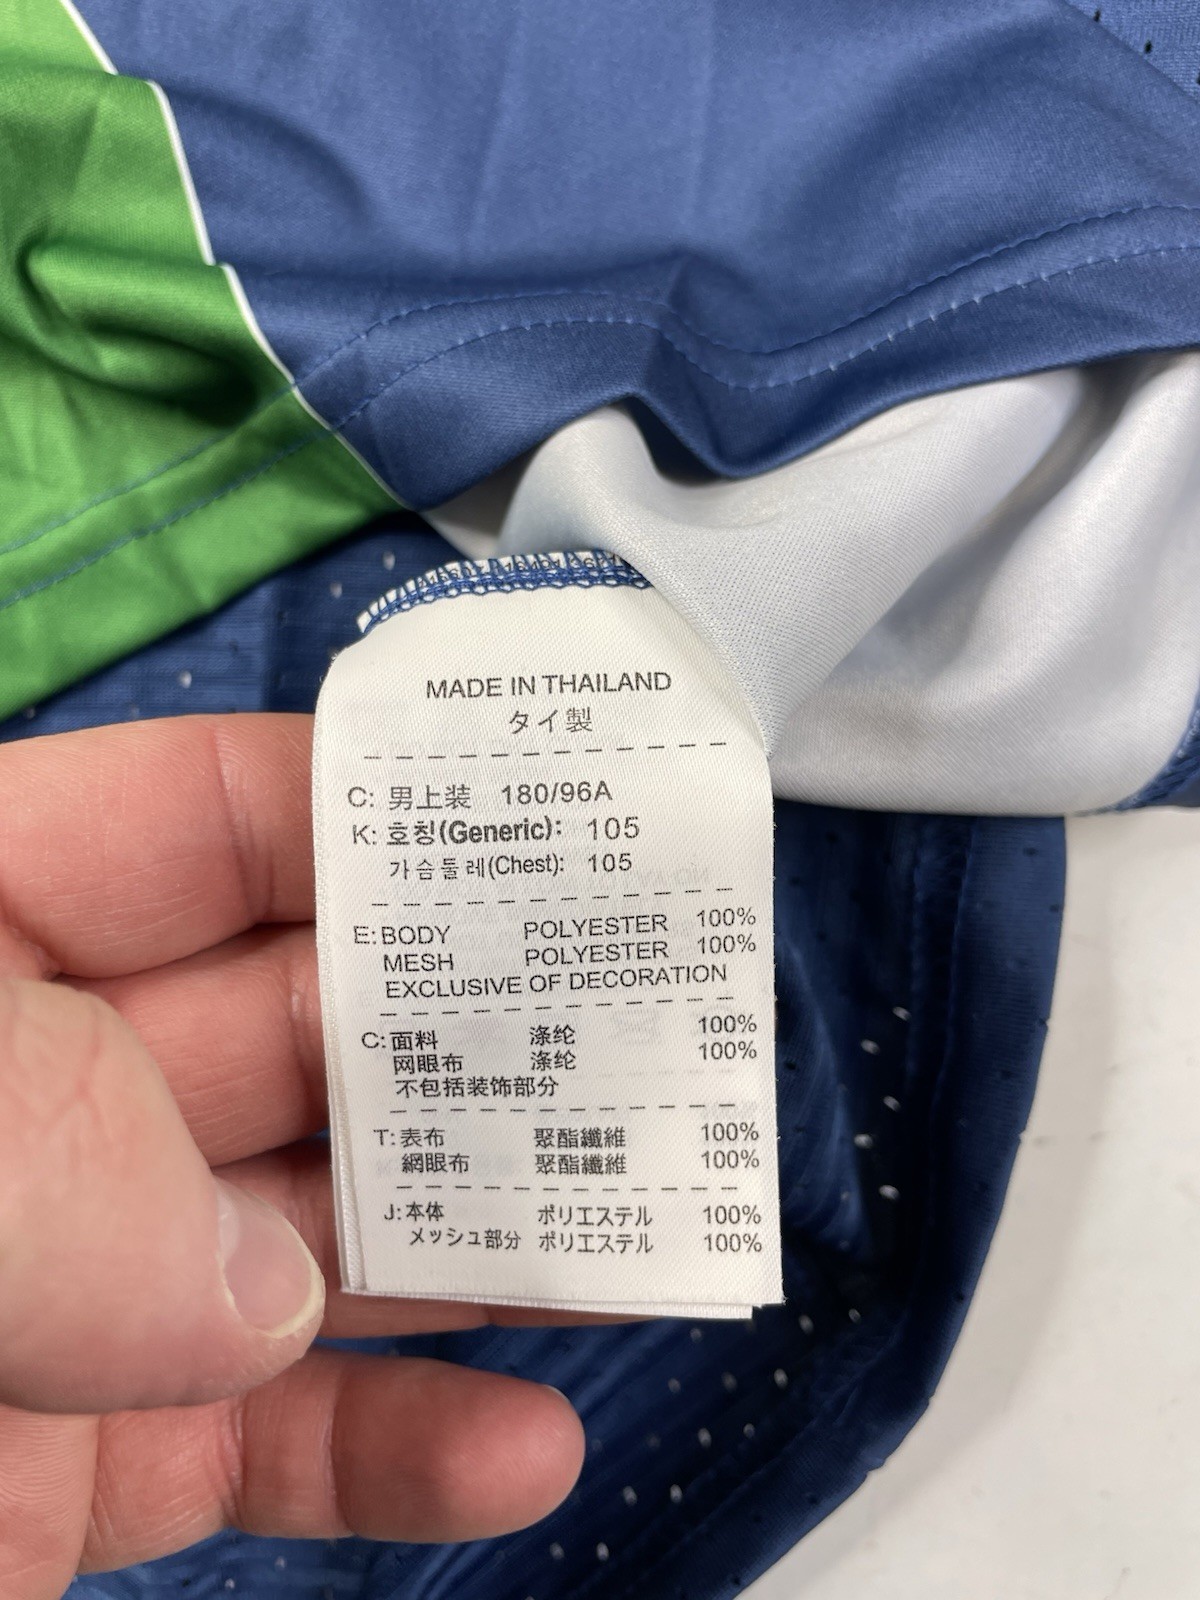 MADE IN THAILAND
タイ製
C: 男上装 180/96A
K: 호칭(Generic): 105
가슴둘레(Chest): 105
E: BODY POLYESTER 100%
MESH POLYESTER 100%
EXCLUSIVE OF DECORATION
C: 面料 涤纶 100%
网眼布 涤纶 100%
不包括装饰部分
T: 表布 聚酯纖維 100%
網眼布 聚酯纖維 100%
J: 本体 ポリエステル 100%
メッシュ部分 ポリエステル 100%